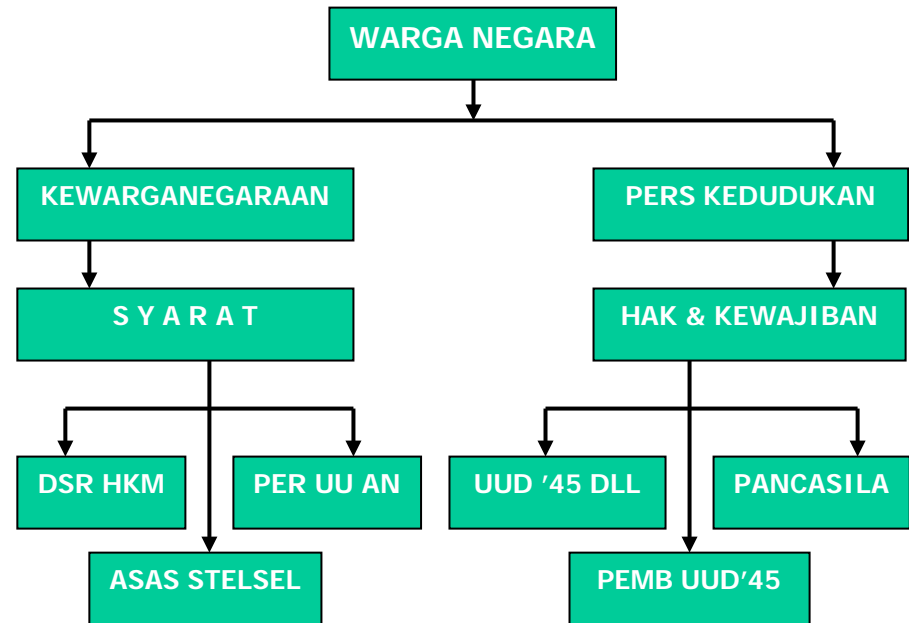 WARGA NEGARA
KEWARGANEGARAAN
PERS KEDUDUKAN
S Y A R A T
HAK & KEWAJIBAN
DSR HKM
PER UU AN
UUD ’45 DLL
PANCASILA
ASAS STELSEL
PEMB UUD’45